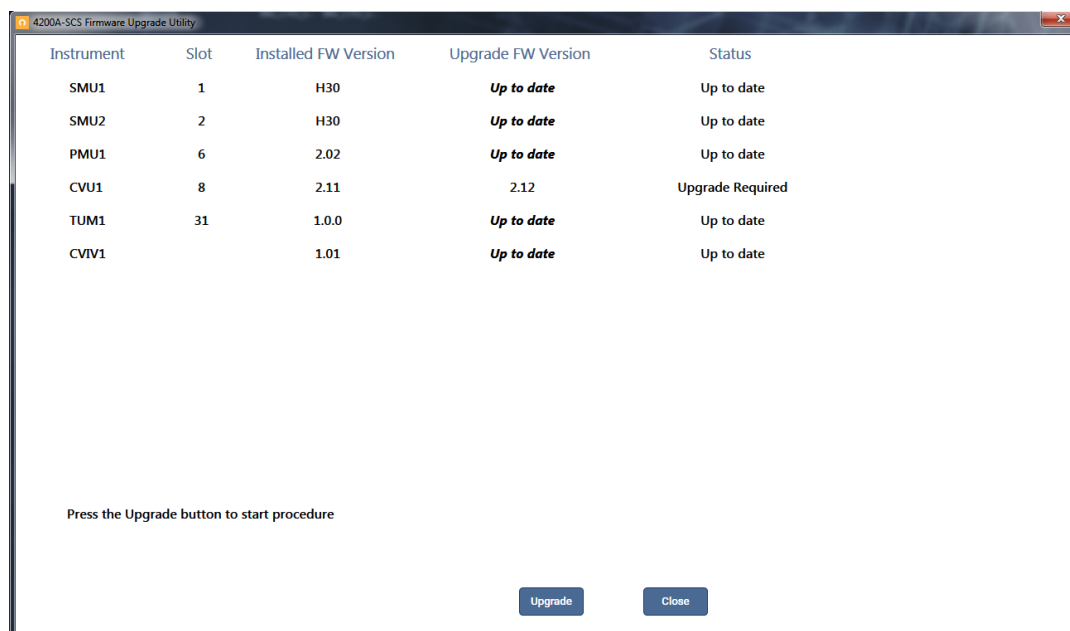 4200A-SCS Firmware Upgrade Utility
Instrument Slot Installed FW Version Upgrade FW Version Status
SMU1 1 H30 Up to date Up to date
SMU2 2 H30 Up to date Up to date
PMU1 6 2.02 Up to date Up to date
CVU1 8 2.11 2.12 Upgrade Required
TUM1 31 1.0.0 Up to date Up to date
CVIV1 1.01 Up to date Up to date
Press the Upgrade button to start procedure
Upgrade Close